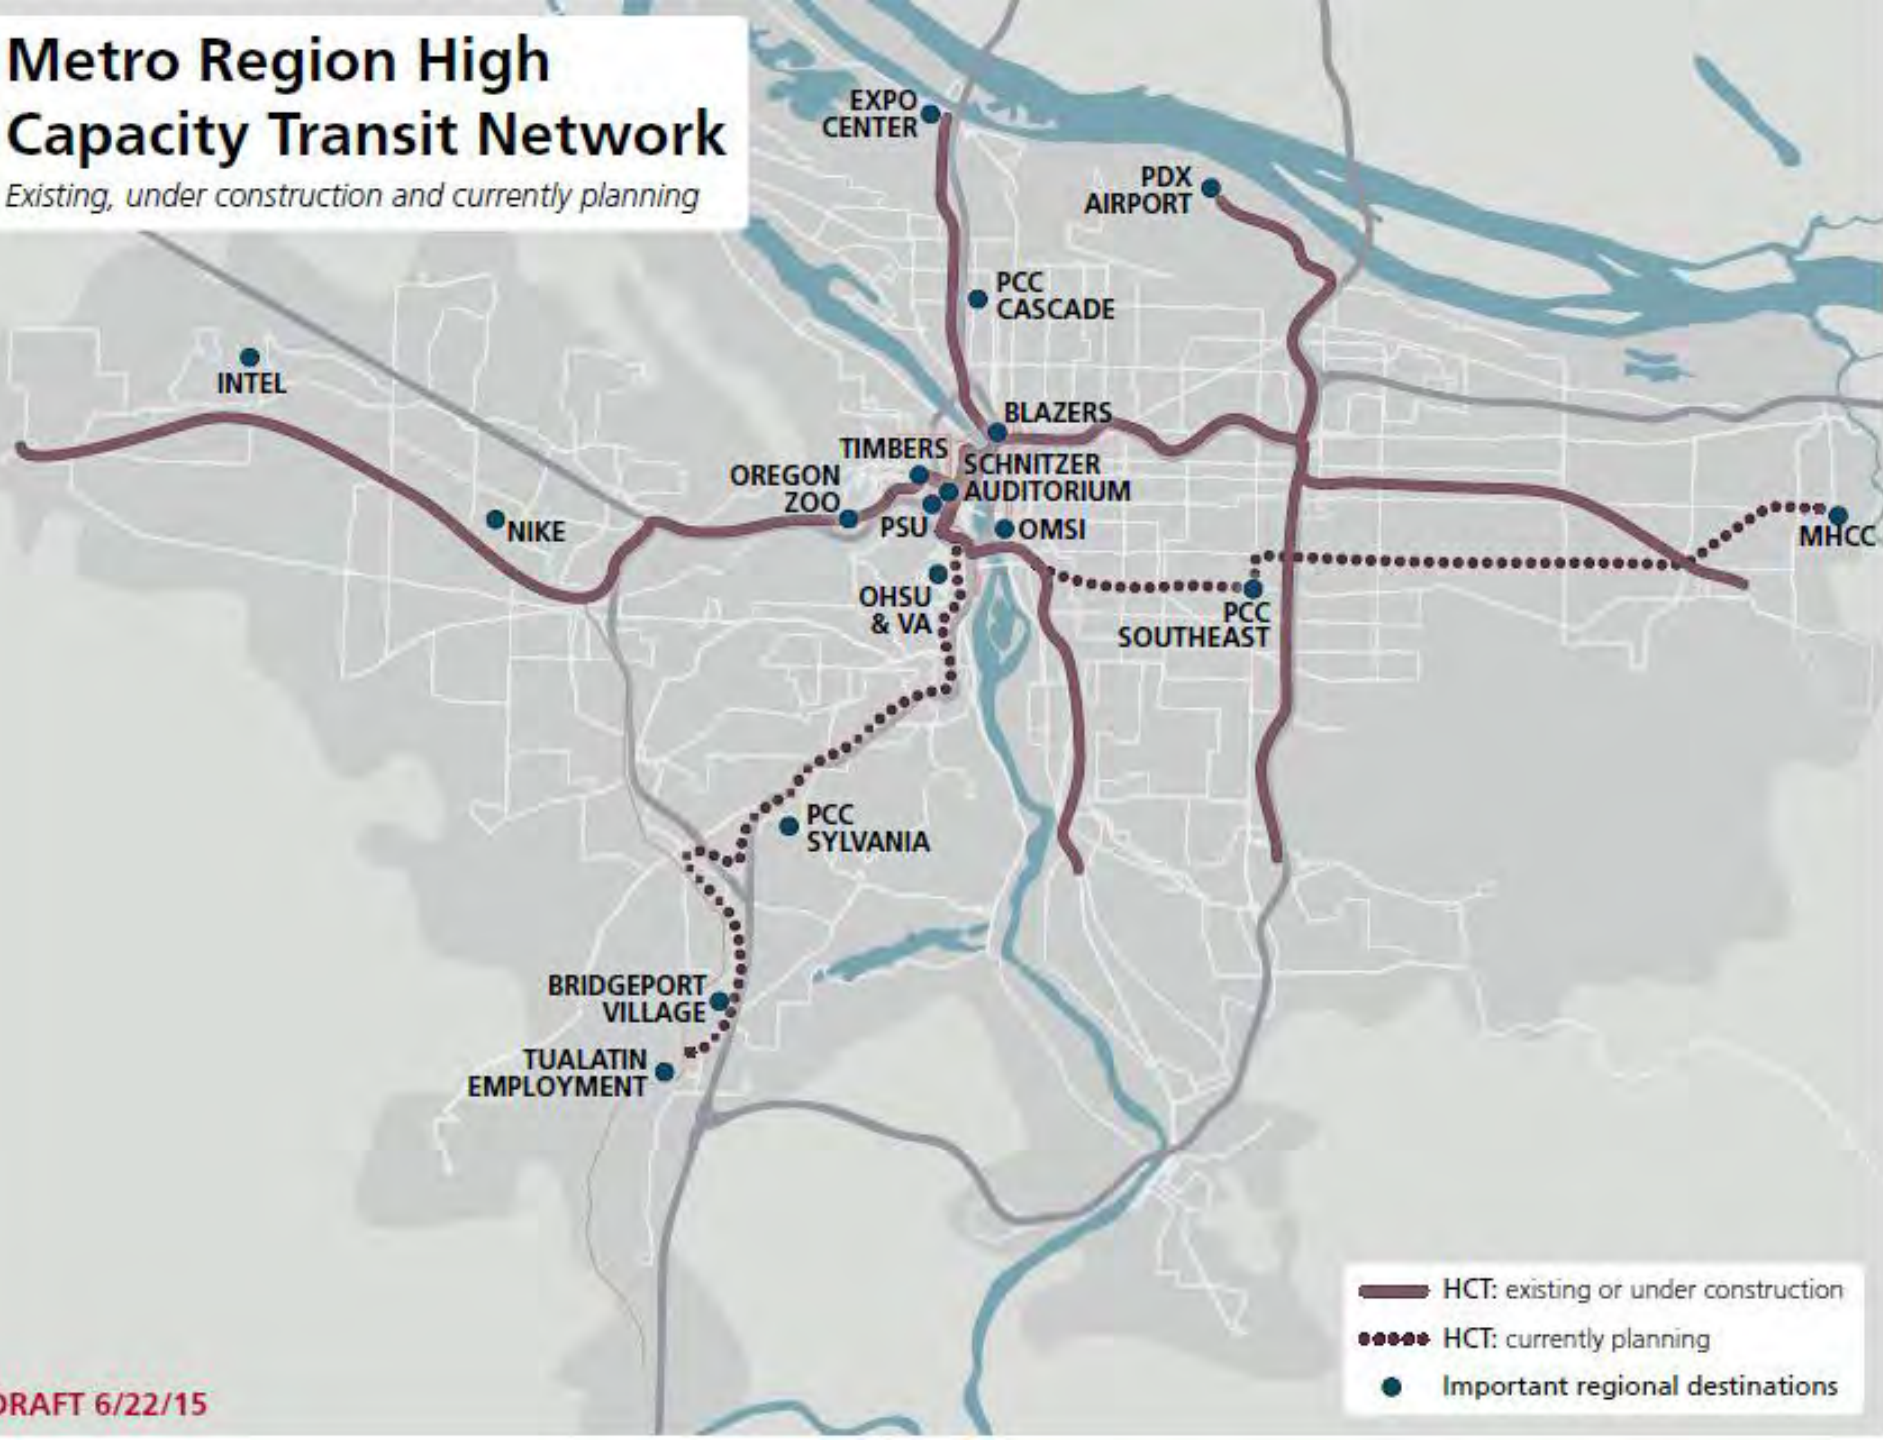 Metro Region High
Capacity Transit Network
Existing, under construction and currently planning
EXPO
CENTER
PDX
AIRPORT
PCC
CASCADE
INTEL
BLAZERS
TIMBERS
SCHNITZER
AUDITORIUM
OREGON
ZOO
NIKE
PSU
OMSI
MHCC
OHSU
& VA
PCC
SOUTHEAST
PCC
SYLVANIA
BRIDGEPORT
VILLAGE
TUALATIN
EMPLOYMENT
HCT: existing or under construction
HCT: currently planning
Important regional destinations
DRAFT 6/22/15